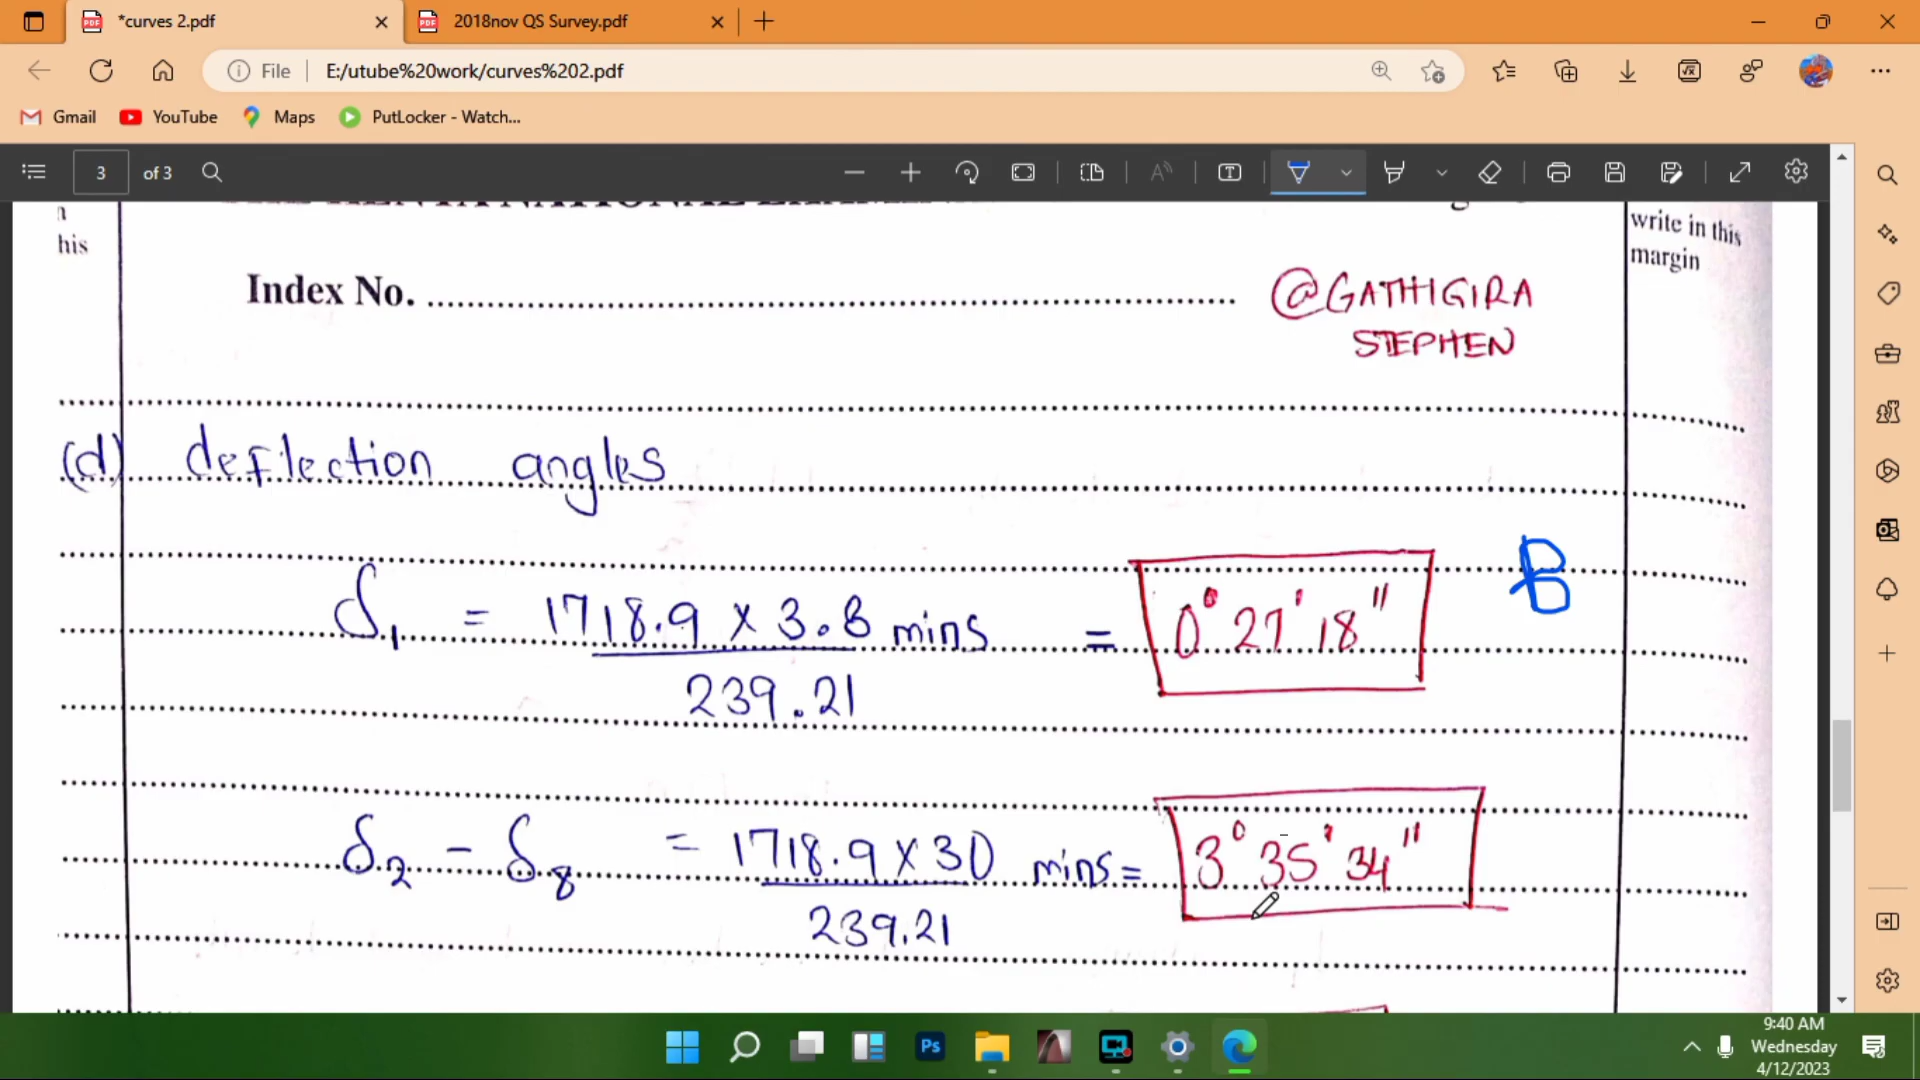 *curves 2.pdf
2018nov QS Survey.pdf
File
E:/utube%20work/curves%202.pdf
Gmail
YouTube
Maps
PutLocker - Watch...
3
of 3
his
write in this
margin
Index No.
@GATHIGIRA
STEPHEN
(d) deflection angles
δ1 = 1718.9 x 3.8 mins = 0° 27' 18"
239.21
B
δ2 - δ8 = 1718.9 x 30 mins = 3° 35' 34"
239.21
Ps
9:40 AM
Wednesday
4/12/2023